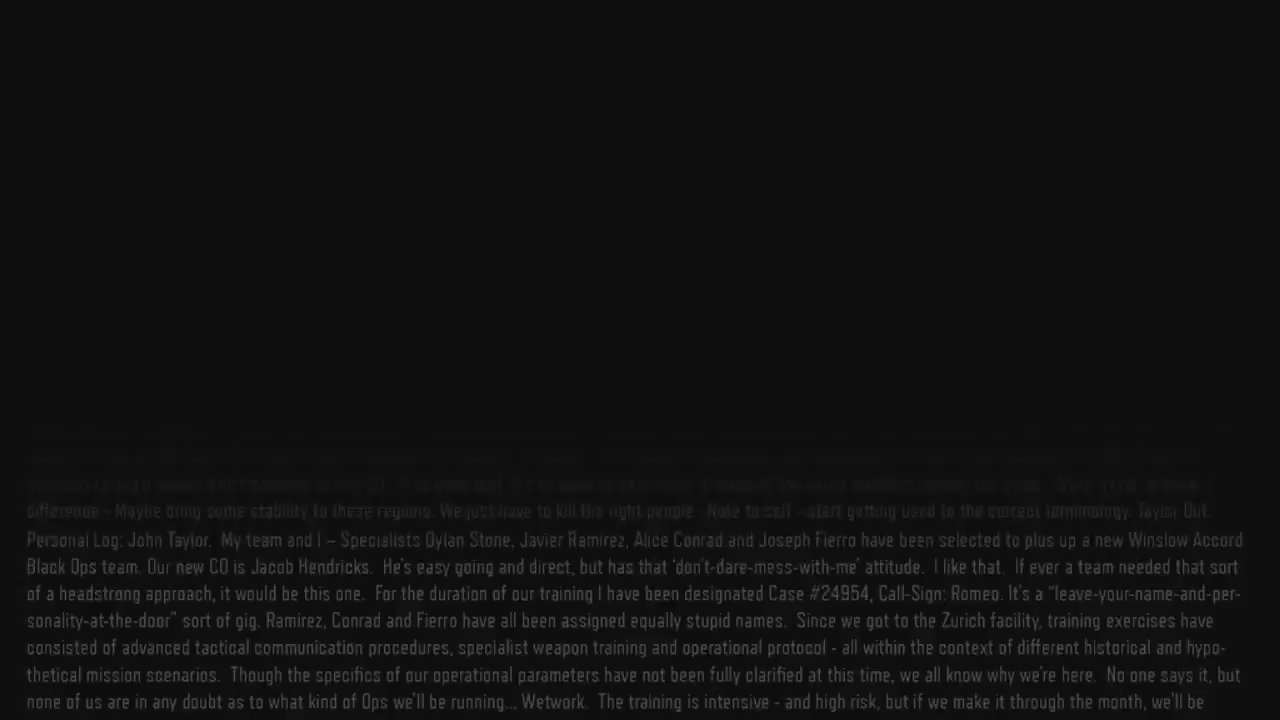 difference - Maybe bring some stability to these regions. We just have to kill the right people. Note to self - start getting used to the correct terminology. Taylor Out.
Personal Log: John Taylor. My team and I – Specialists Dylan Stone, Javier Ramirez, Alice Conrad and Joseph Fierro have been selected to plus up a new Winslow Accord
Black Ops team. Our new CO is Jacob Hendricks. He's easy going and direct, but has that 'don't-dare-mess-with-me' attitude. I like that. If ever a team needed that sort
of a headstrong approach, it would be this one. For the duration of our training I have been designated Case #24954, Call-Sign: Romeo. It's a "leave-your-name-and-per-
sonality-at-the-door" sort of gig. Ramirez, Conrad and Fierro have all been assigned equally stupid names. Since we got to the Zurich facility, training exercises have
consisted of advanced tactical communication procedures, specialist weapon training and operational protocol - all within the context of different historical and hypo-
thetical mission scenarios. Though the specifics of our operational parameters have not been fully clarified at this time, we all know why we're here. No one says it, but
none of us are in any doubt as to what kind of Ops we'll be running... Wetwork. The training is intensive - and high risk, but if we make it through the month, we'll be